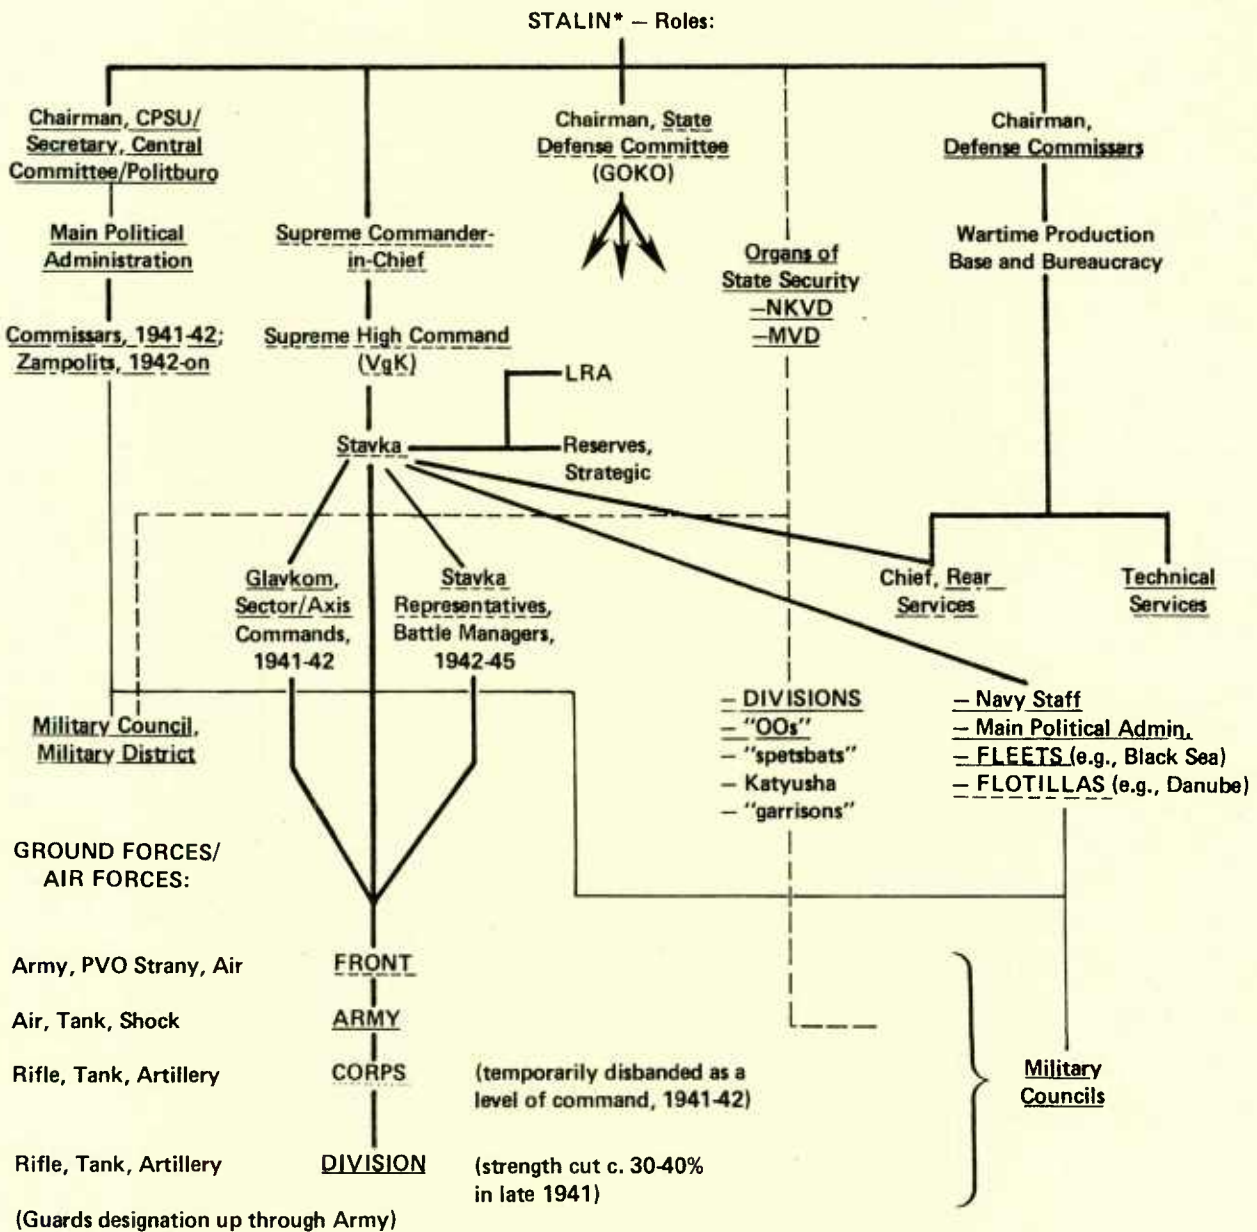 STALIN* – Roles:
Chairman, CPSU/
Secretary, Central
Committee/Politburo
Main Political
Administration
Commissars, 1941-42;
Zampolits, 1942-on
Supreme Commander-
in-Chief
Supreme High Command
(VgK)
Stavka
LRA
Reserves,
Strategic
Chairman, State
Defense Committee
(GOKO)
Organs of
State Security
–NKVD
–MVD
Chairman,
Defense Commissars
Wartime Production
Base and Bureaucracy
Glavkom,
Sector/Axis
Commands,
1941-42
Stavka
Representatives,
Battle Managers,
1942-45
Chief, Rear
Services
Technical
Services
Military Council,
Military District
– DIVISIONS
– "OOs"
– "spetsbats"
– Katyusha
– "garrisons"
– Navy Staff
– Main Political Admin.
– FLEETS (e.g., Black Sea)
– FLOTILLAS (e.g., Danube)
GROUND FORCES/
AIR FORCES:
Army, PVO Strany, Air
FRONT
Air, Tank, Shock
ARMY
Rifle, Tank, Artillery
CORPS
(temporarily disbanded as a
level of command, 1941-42)
Military
Councils
Rifle, Tank, Artillery
DIVISION
(strength cut c. 30-40%
in late 1941)
(Guards designation up through Army)